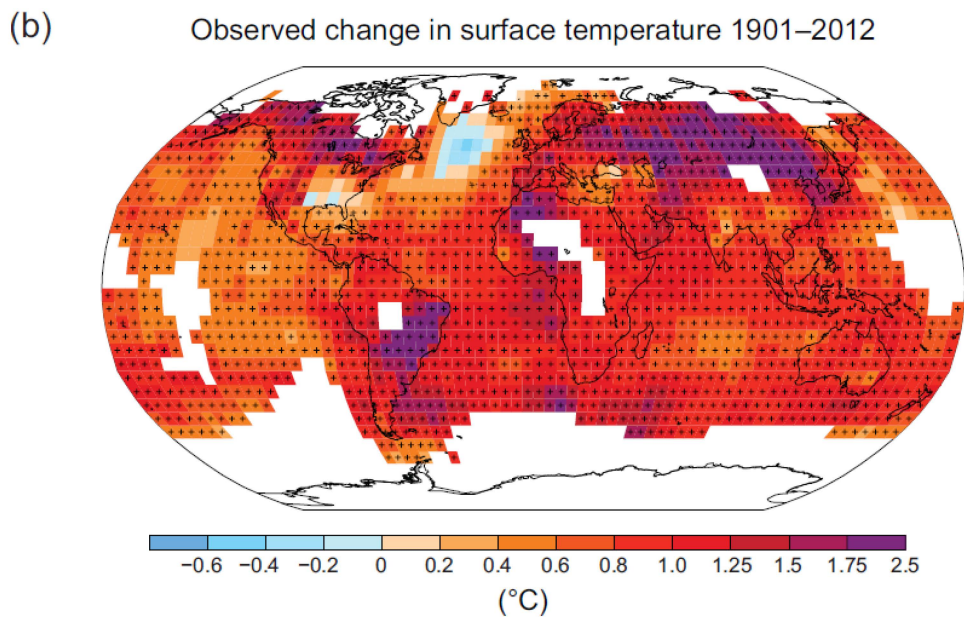 (b) Observed change in surface temperature 1901–2012
−0.6 −0.4 −0.2 0 0.2 0.4 0.6 0.8 1.0 1.25 1.5 1.75 2.5
(°C)